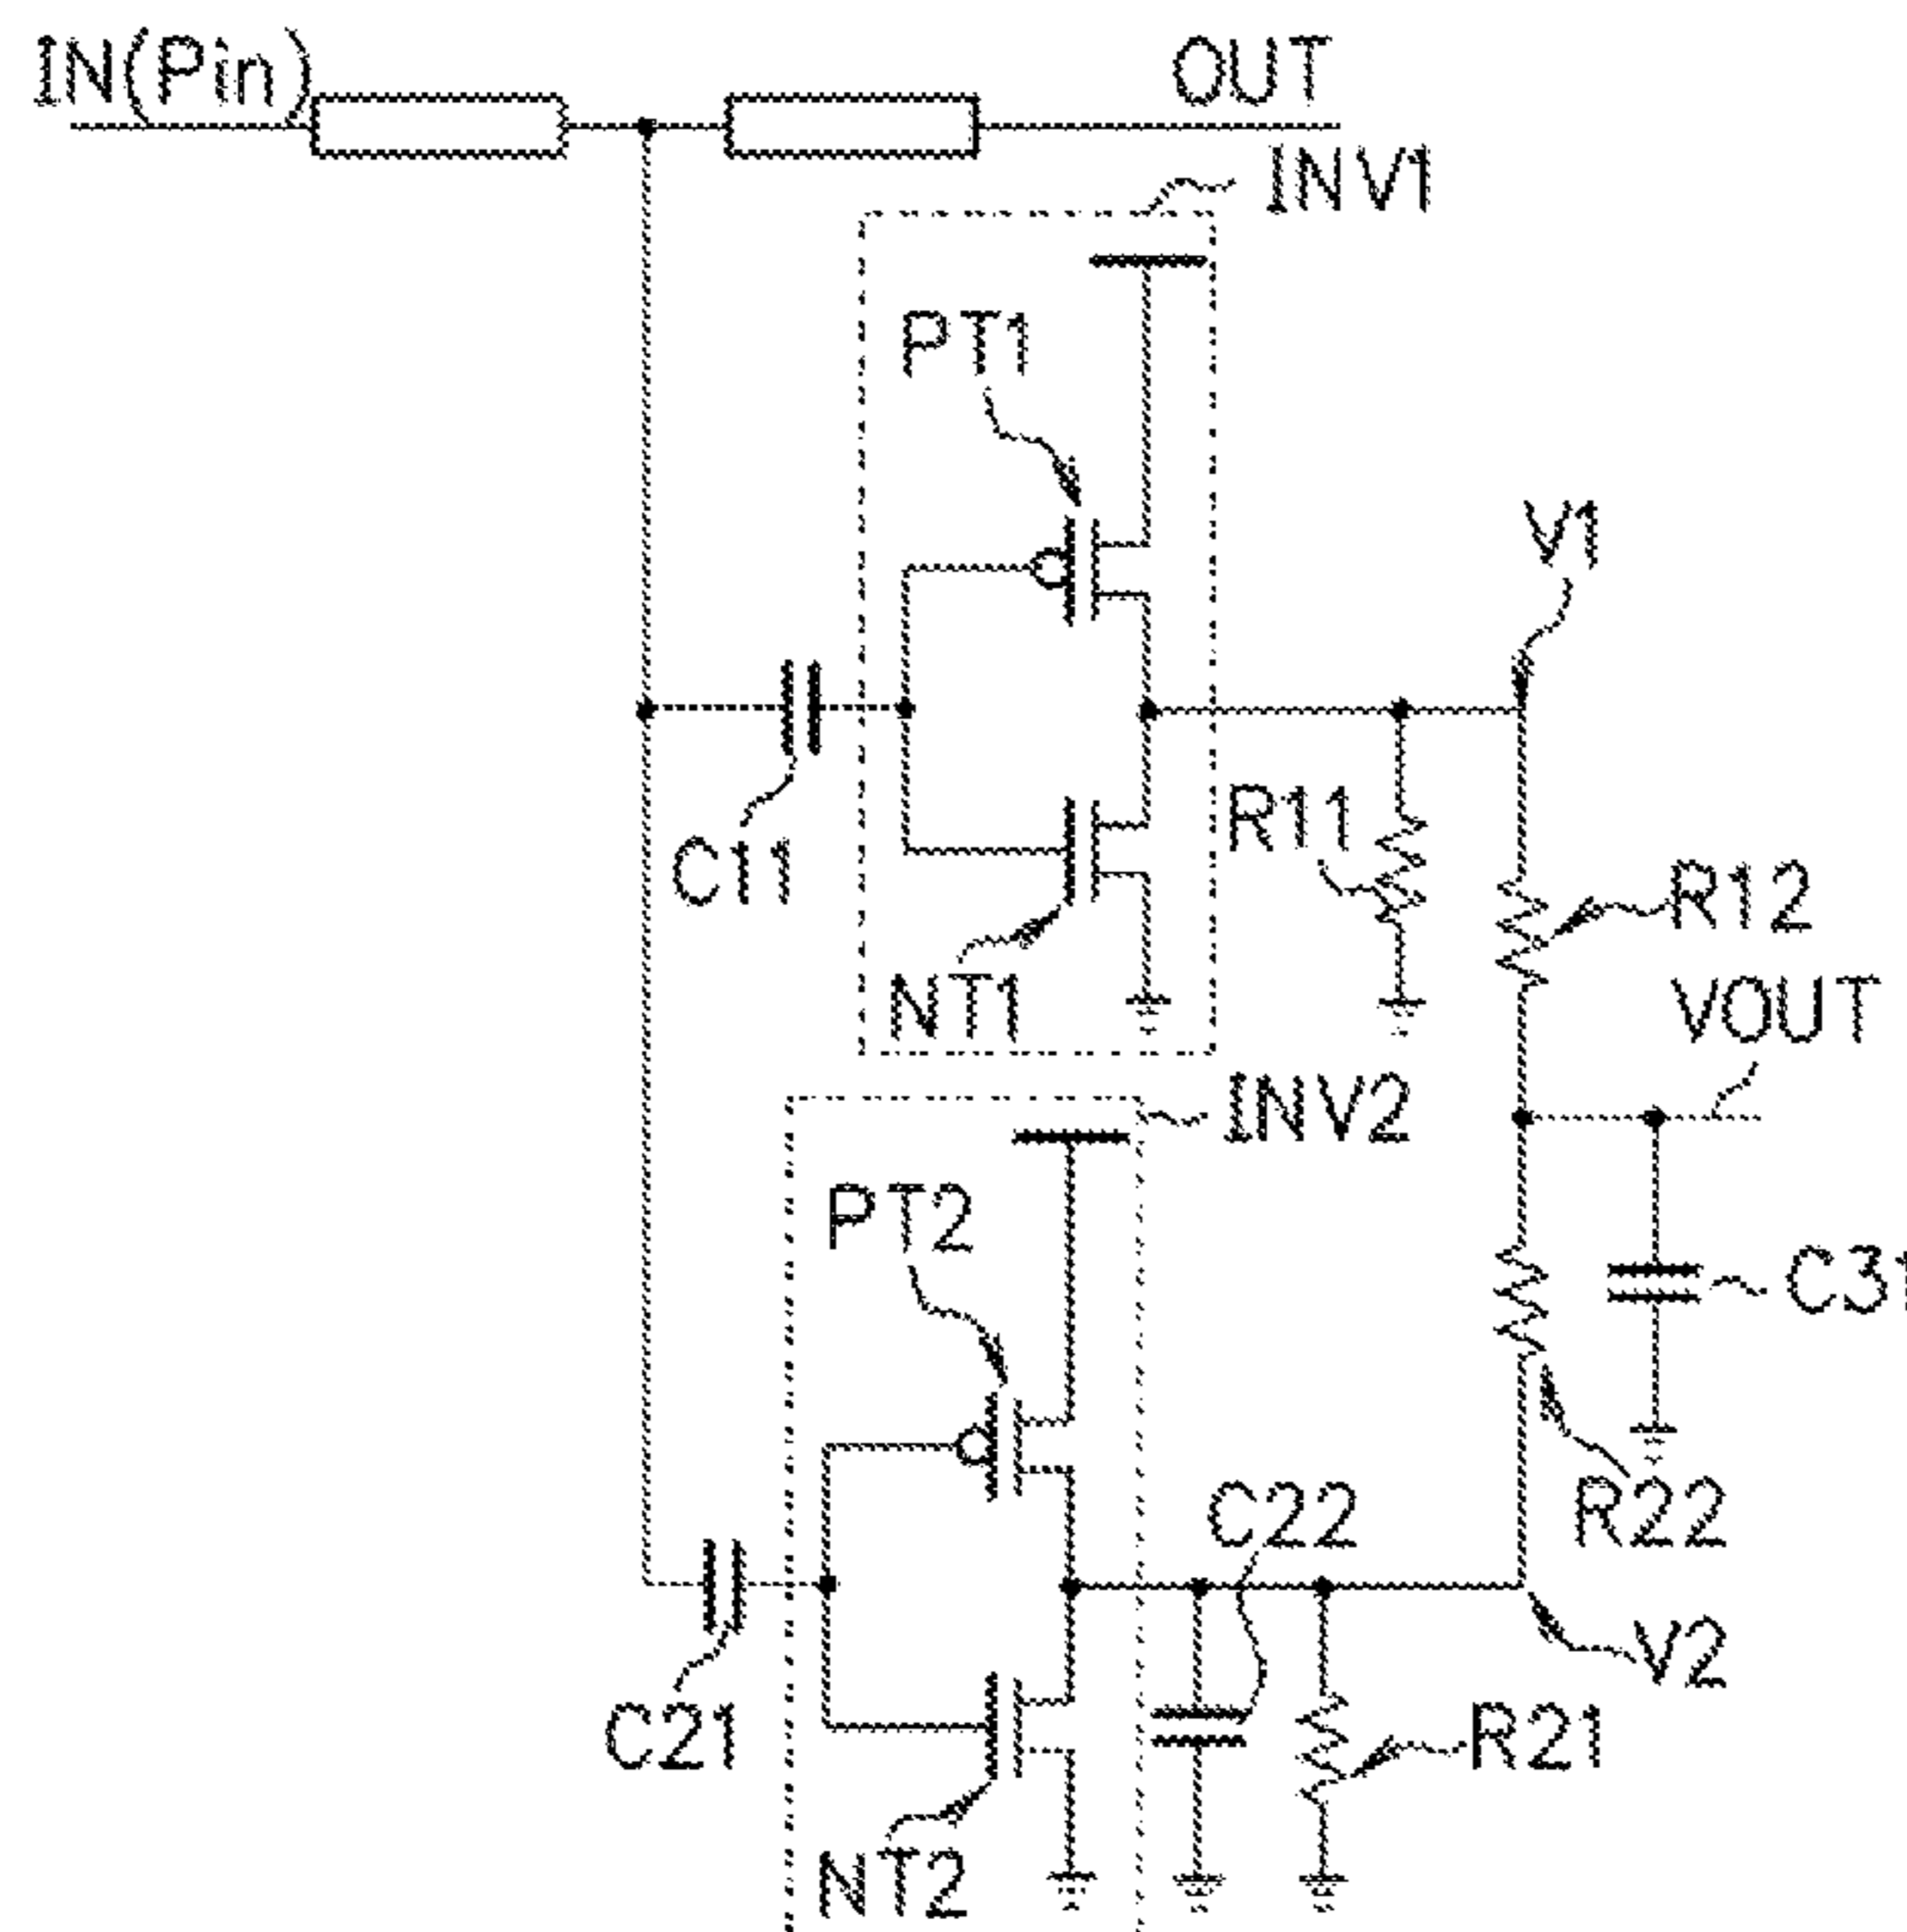 IN(Pin)
OUT
INV1
PT1
V1
C11
R11
R12
NT1
VOUT
INV2
PT2
C31
C22
R22
V2
C21
R21
NT2